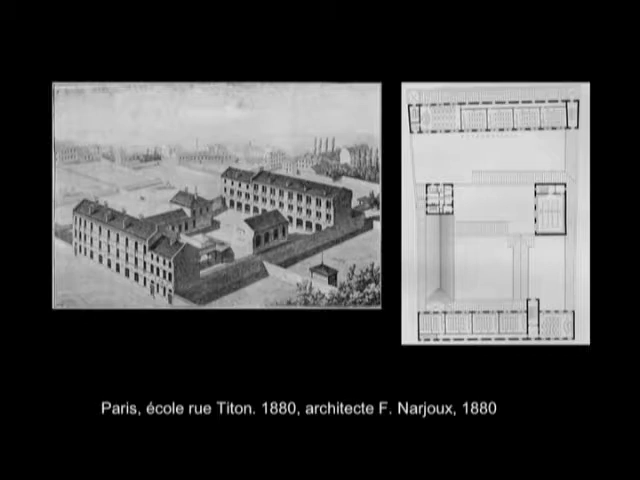 Paris, école rue Titon. 1880, architecte F. Narjoux, 1880